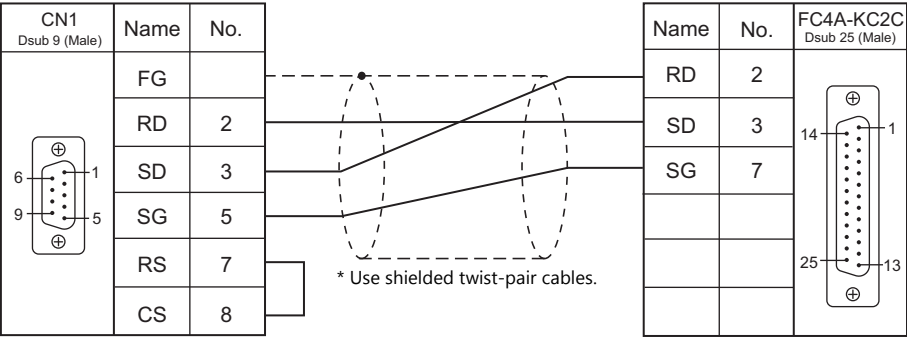 CN1
Dsub 9 (Male)
Name No.
FG
RD 2
SD 3
SG 5
RS 7
CS 8
6 1
9 5
* Use shielded twist-pair cables.
Name No.
RD 2
SD 3
SG 7
FC4A-KC2C
Dsub 25 (Male)
14 1
25 13